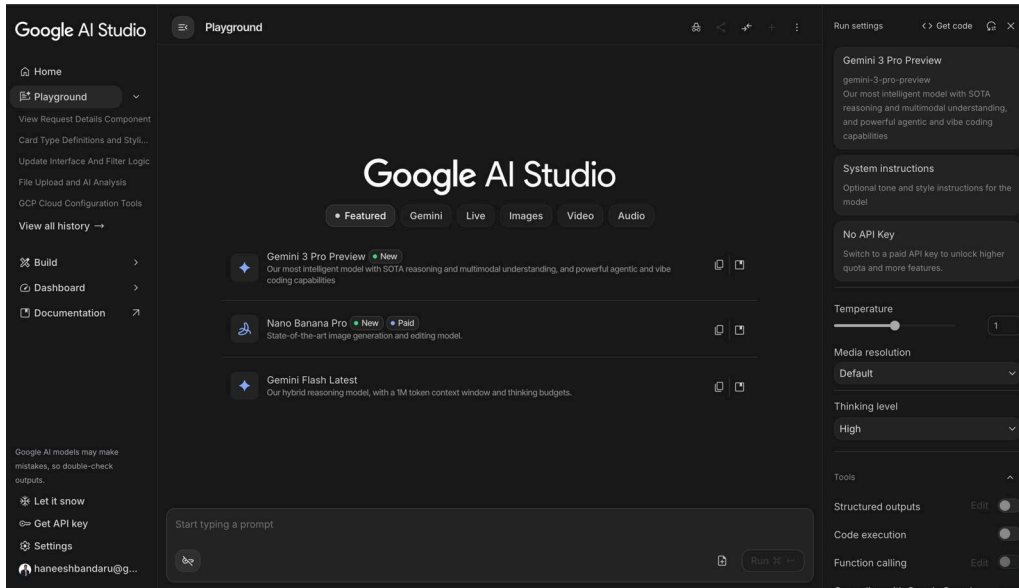 Google AI Studio
Home
Playground
View Request Details Component
Card Type Definitions and Styli...
Update Interface And Filter Logic
File Upload and AI Analysis
GCP Cloud Configuration Tools
View all history →
Build
Dashboard
Documentation
Google AI models may make
mistakes, so double-check
outputs.
Let it snow
Get API key
Settings
haneeshbandaru@g...
Playground
Google AI Studio
Featured Gemini Live Images Video Audio
Gemini 3 Pro Preview New
Our most intelligent model with SOTA reasoning and multimodal understanding, and powerful agentic and vibe
coding capabilities
Nano Banana Pro New Paid
State-of-the-art image generation and editing model.
Gemini Flash Latest
Our hybrid reasoning model, with a 1M token context window and thinking budgets.
Start typing a prompt
Run ⌘ ↵
Run settings <> Get code
Gemini 3 Pro Preview
gemini-3-pro-preview
Our most intelligent model with SOTA
reasoning and multimodal understanding,
and powerful agentic and vibe coding
capabilities
System instructions
Optional tone and style instructions for the
model
No API Key
Switch to a paid API key to unlock higher
quota and more features.
Temperature
1
Media resolution
Default
Thinking level
High
Tools
Structured outputs Edit
Code execution
Function calling Edit